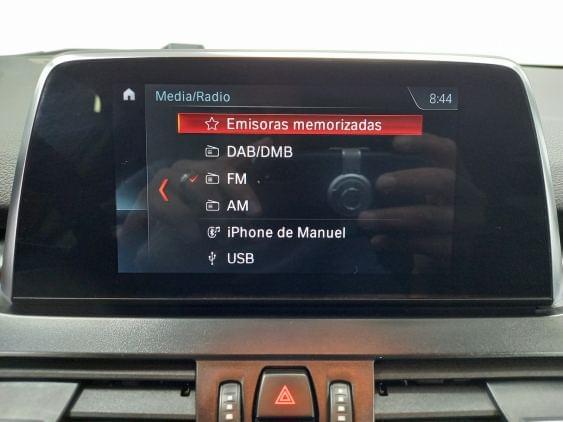 Media/Radio
8:44
Emisoras memorizadas
DAB/DMB
FM
AM
iPhone de Manuel
USB